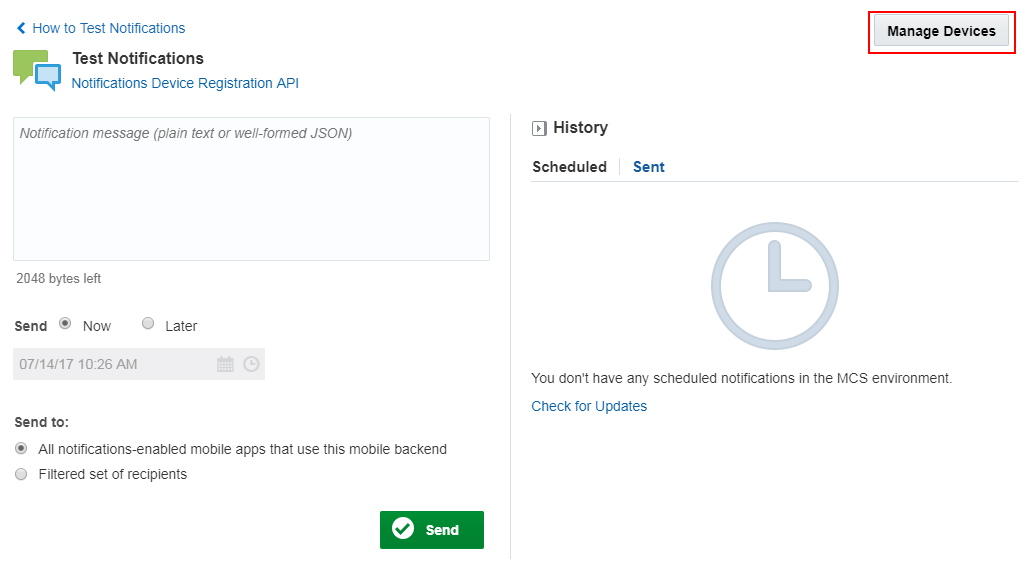 How to Test Notifications
Manage Devices
Test Notifications
Notifications Device Registration API
Notification message (plain text or well-formed JSON)
2048 bytes left
Send Now Later
07/14/17 10:26 AM
Send to:
All notifications-enabled mobile apps that use this mobile backend
Filtered set of recipients
Send
History
Scheduled Sent
You don't have any scheduled notifications in the MCS environment.
Check for Updates